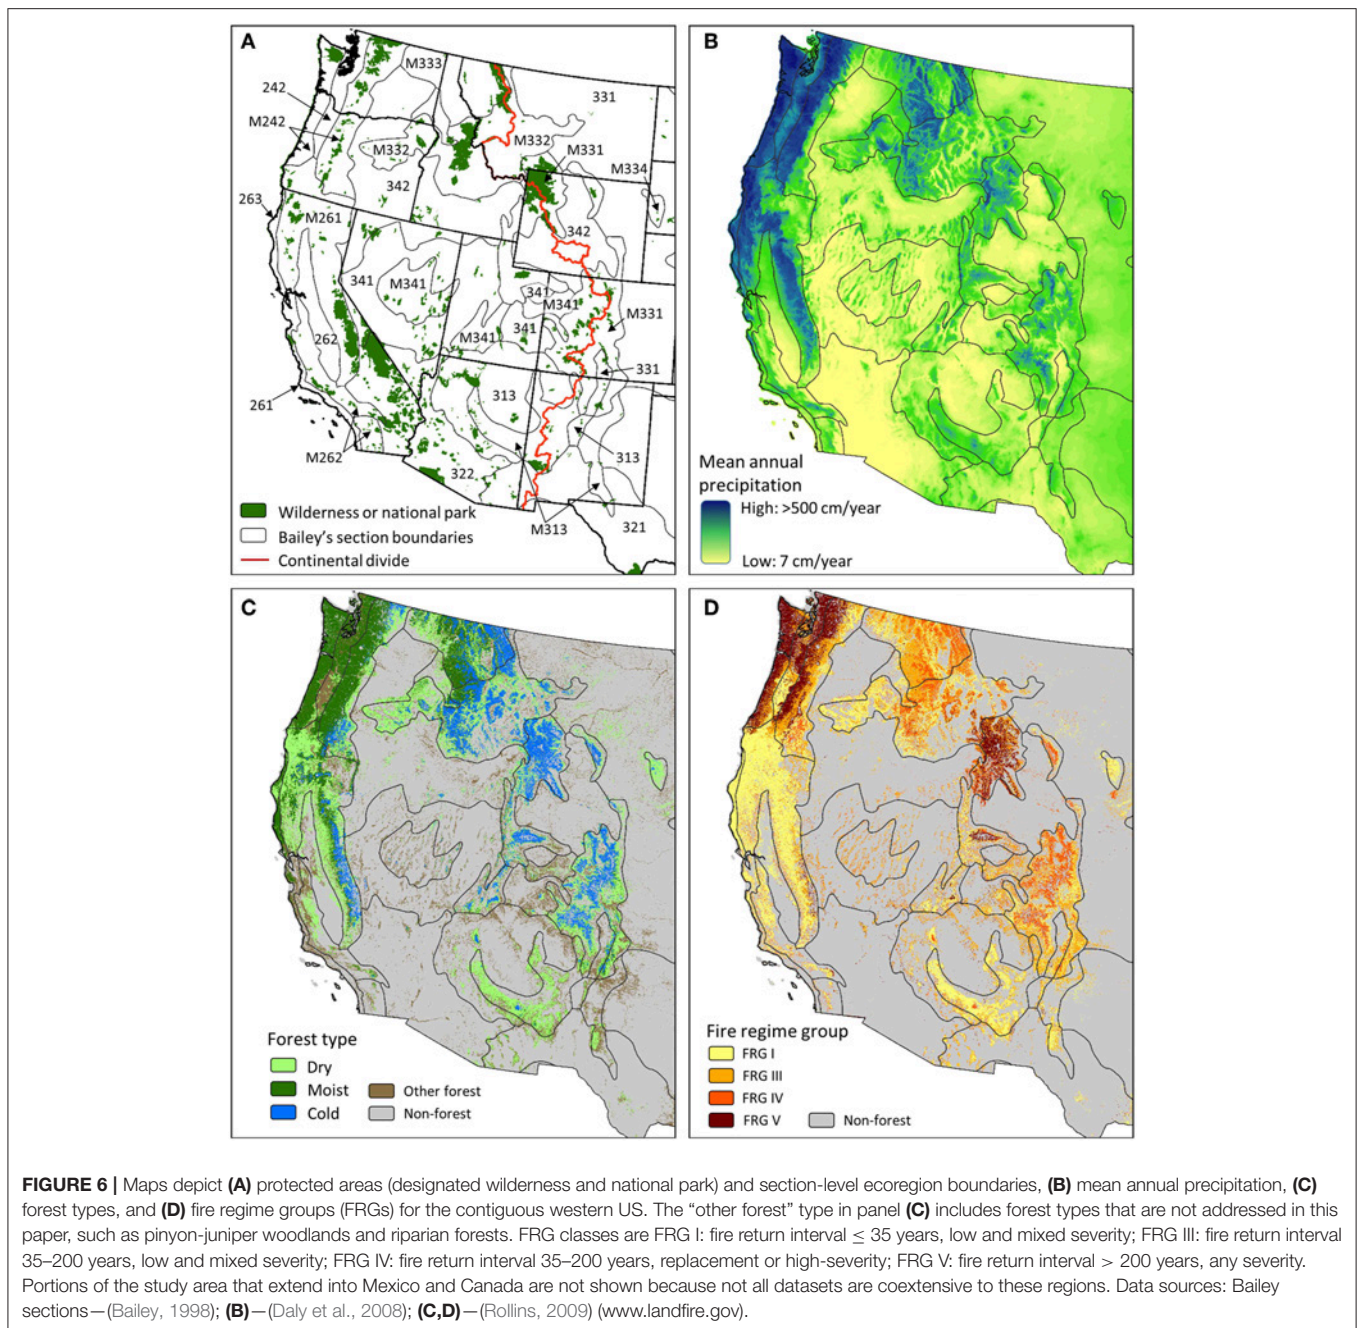 A
M333
331
242
M242
M332
M332
M331
M334
342
263
M261
342
341
M341
341
M341
262
M341
341
M331
331
261
313
M262
322
313
M313
321
Wilderness or national park
Bailey's section boundaries
Continental divide
B
Mean annual
precipitation
High: >500 cm/year
Low: 7 cm/year
C
Forest type
Dry
Moist
Other forest
Cold
Non-forest
D
Fire regime group
FRG I
FRG III
FRG IV
FRG V
Non-forest
FIGURE 6 | Maps depict (A) protected areas (designated wilderness and national park) and section-level ecoregion boundaries, (B) mean annual precipitation, (C)
forest types, and (D) fire regime groups (FRGs) for the contiguous western US. The “other forest” type in panel (C) includes forest types that are not addressed in this
paper, such as pinyon-juniper woodlands and riparian forests. FRG classes are FRG I: fire return interval ≤ 35 years, low and mixed severity; FRG III: fire return interval
35–200 years, low and mixed severity; FRG IV: fire return interval 35–200 years, replacement or high-severity; FRG V: fire return interval > 200 years, any severity.
Portions of the study area that extend into Mexico and Canada are not shown because not all datasets are coextensive to these regions. Data sources: Bailey
sections—(Bailey, 1998); (B)—(Daly et al., 2008); (C,D)—(Rollins, 2009) (www.landfire.gov).